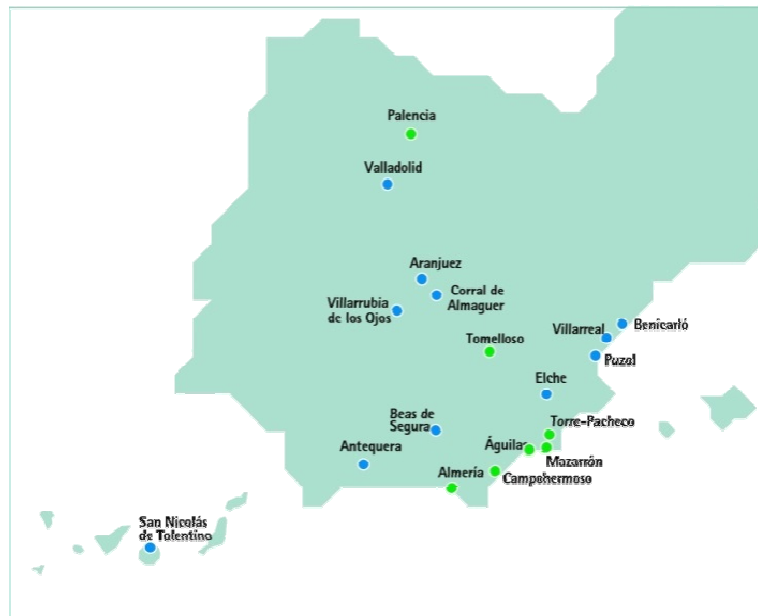 Palencia
Valladolid
Aranjuez
Corral de
Almaguer
Villarrubia
de los Ojos
Benicarló
Villarreal
Tomelloso
Puzol
Elche
Beas de
Segura
Torre-Pacheco
Antequera
Águilas
Mazarrón
Almería
Campohermoso
San Nicolás
de Tolentino